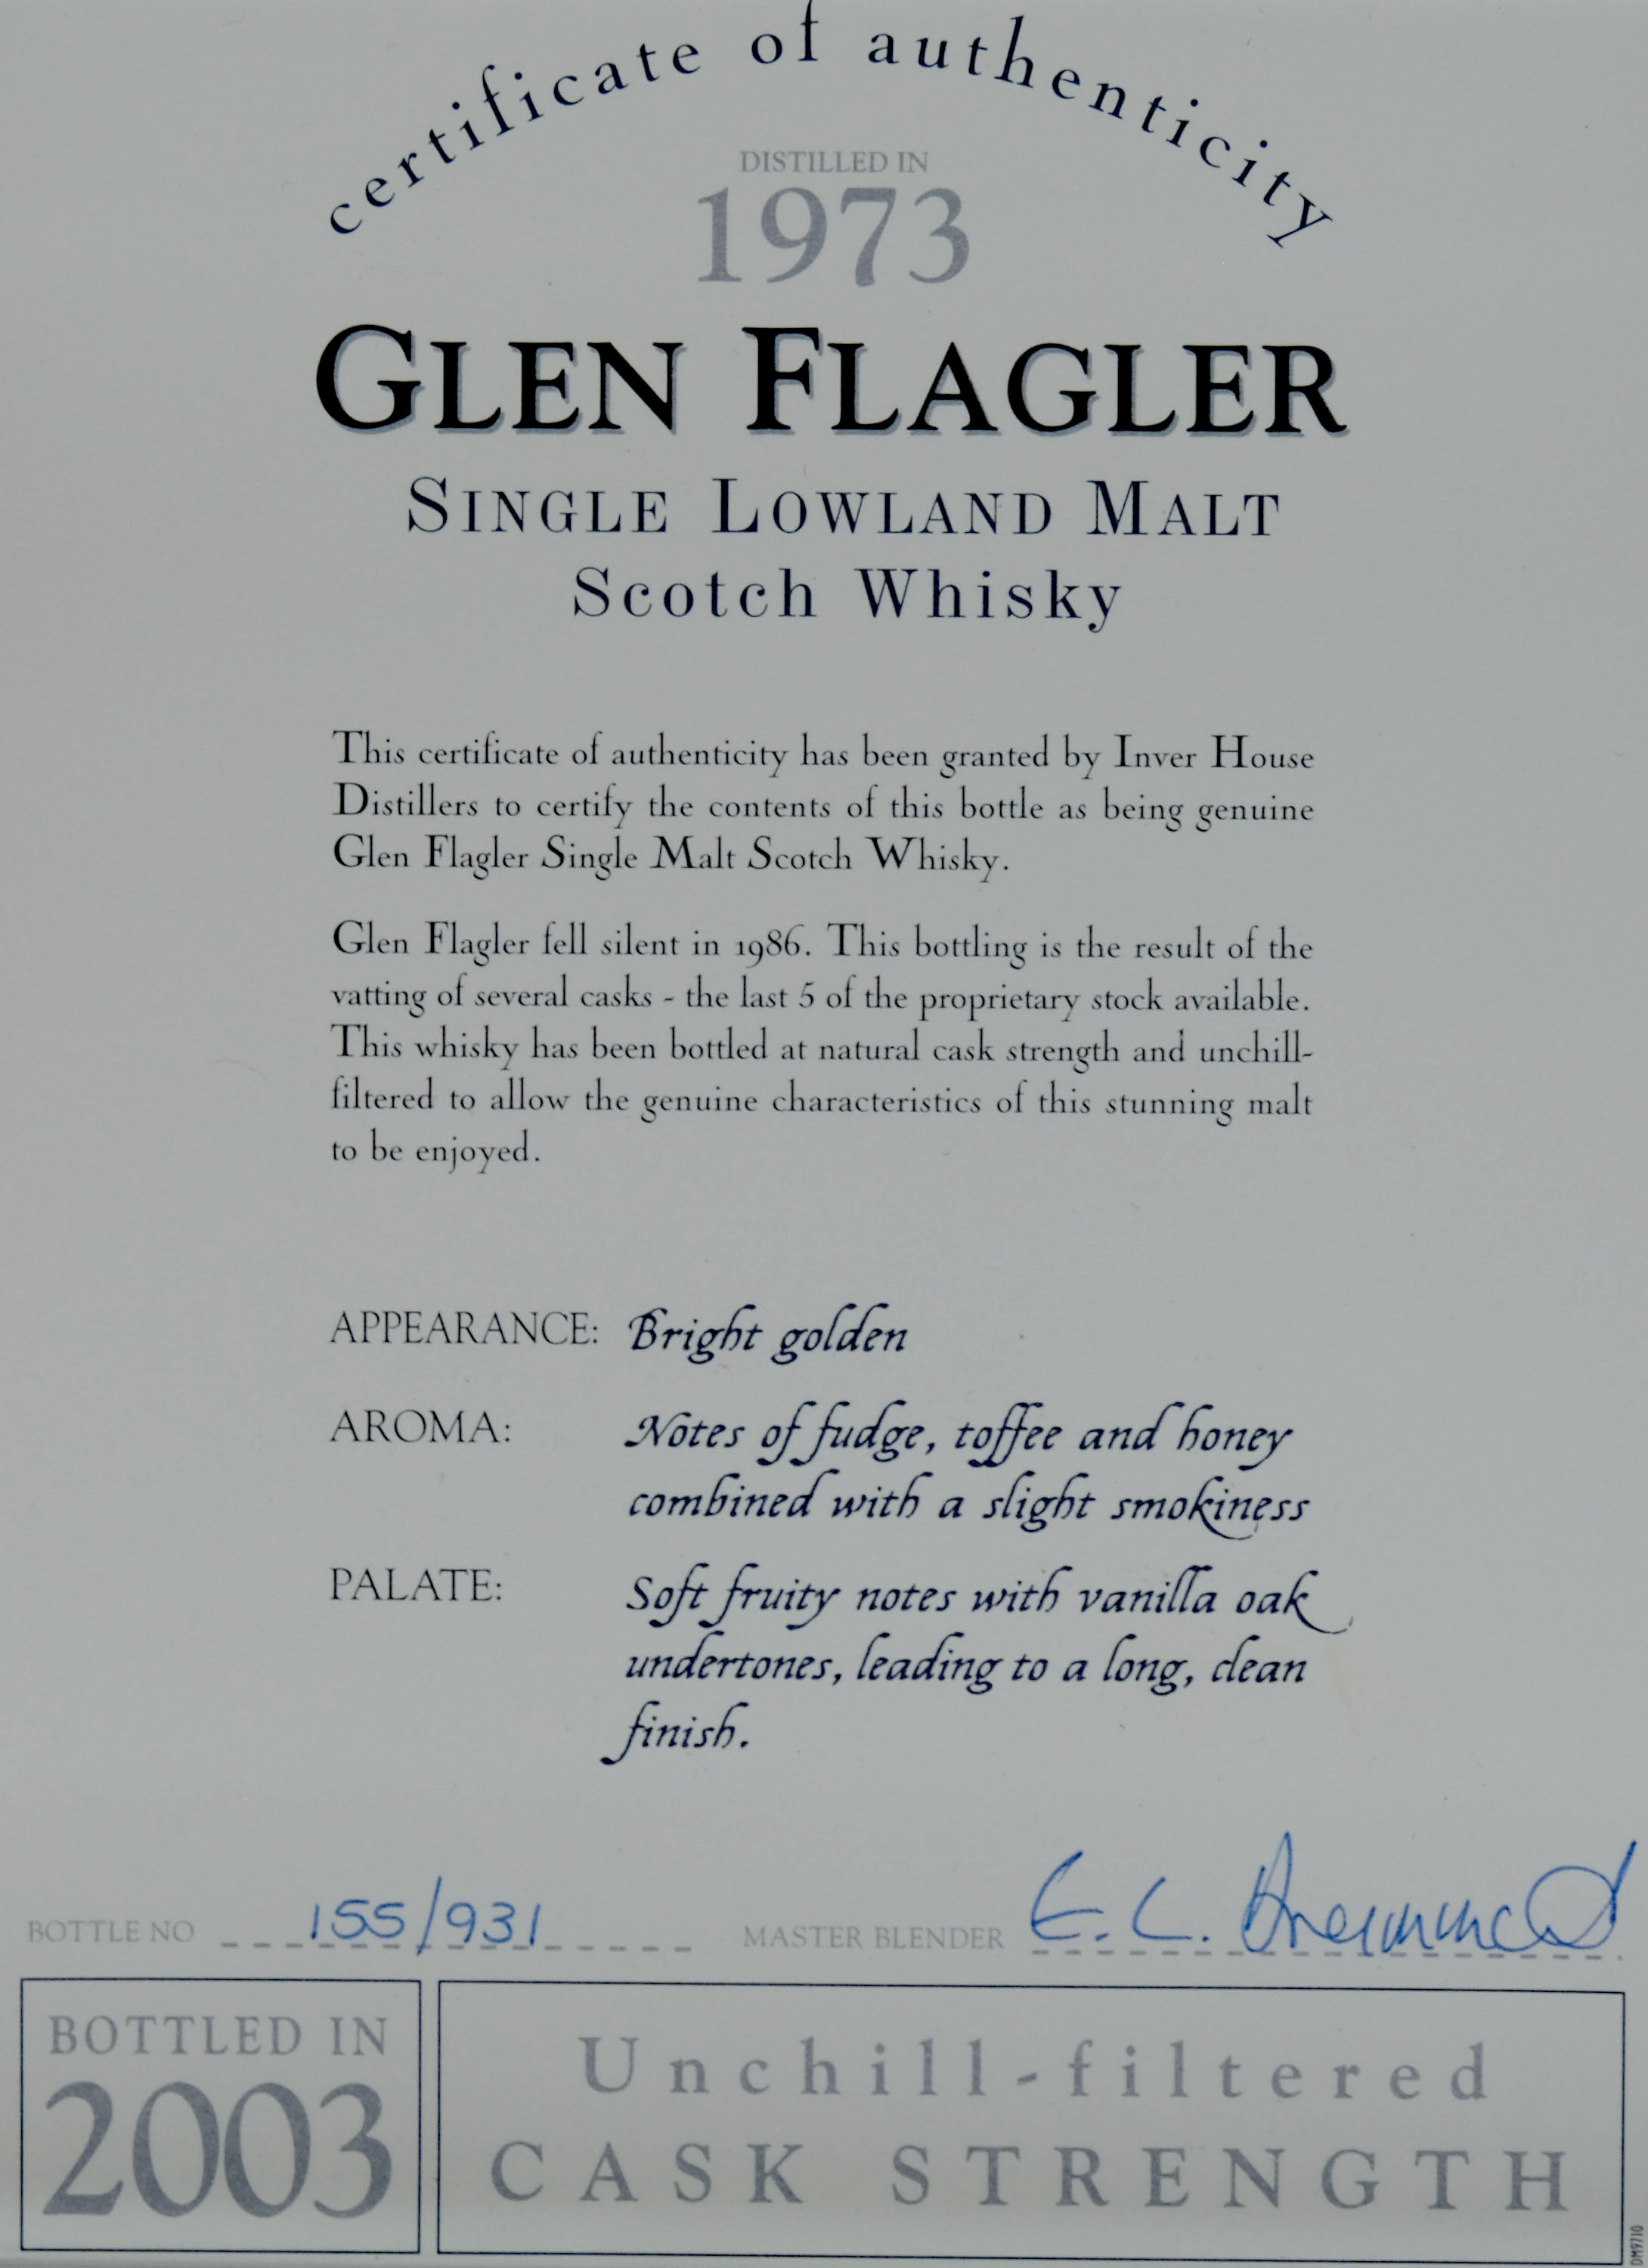 certificate of authenticity
DISTILLED IN
1973
GLEN FLAGLER
SINGLE LOWLAND MALT
Scotch Whisky
This certificate of authenticity has been granted by Inver House
Distillers to certify the contents of this bottle as being genuine
Glen Flagler Single Malt Scotch Whisky.
Glen Flagler fell silent in 1986. This bottling is the result of the
vatting of several casks - the last 5 of the proprietary stock available.
This whisky has been bottled at natural cask strength and unchill-
filtered to allow the genuine characteristics of this stunning malt
to be enjoyed.
APPEARANCE: Bright golden
AROMA: Notes of fudge, toffee and honey
combined with a slight smokiness
PALATE: Soft fruity notes with vanilla oak
undertones, leading to a long, clean
finish.
BOTTLE NO 155/931 MASTER BLENDER E. C.
BOTTLED IN
2003
Unchill-filtered
CASK STRENGTH